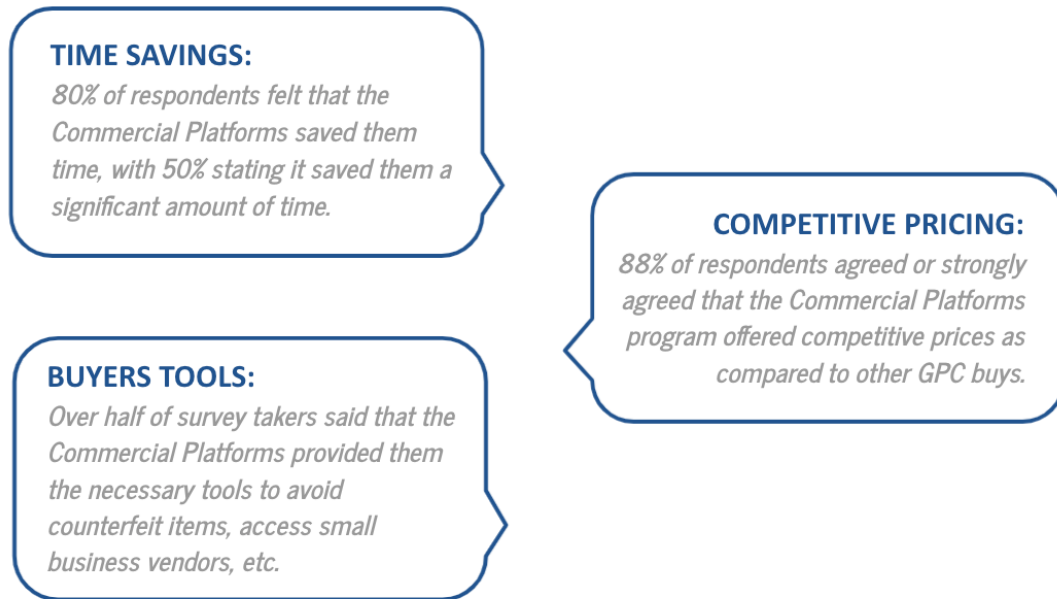 TIME SAVINGS:
80% of respondents felt that the
Commercial Platforms saved them
time, with 50% stating it saved them a
significant amount of time.
COMPETITIVE PRICING:
88% of respondents agreed or strongly
agreed that the Commercial Platforms
program offered competitive prices as
compared to other GPC buys.
BUYERS TOOLS:
Over half of survey takers said that the
Commercial Platforms provided them
the necessary tools to avoid
counterfeit items, access small
business vendors, etc.